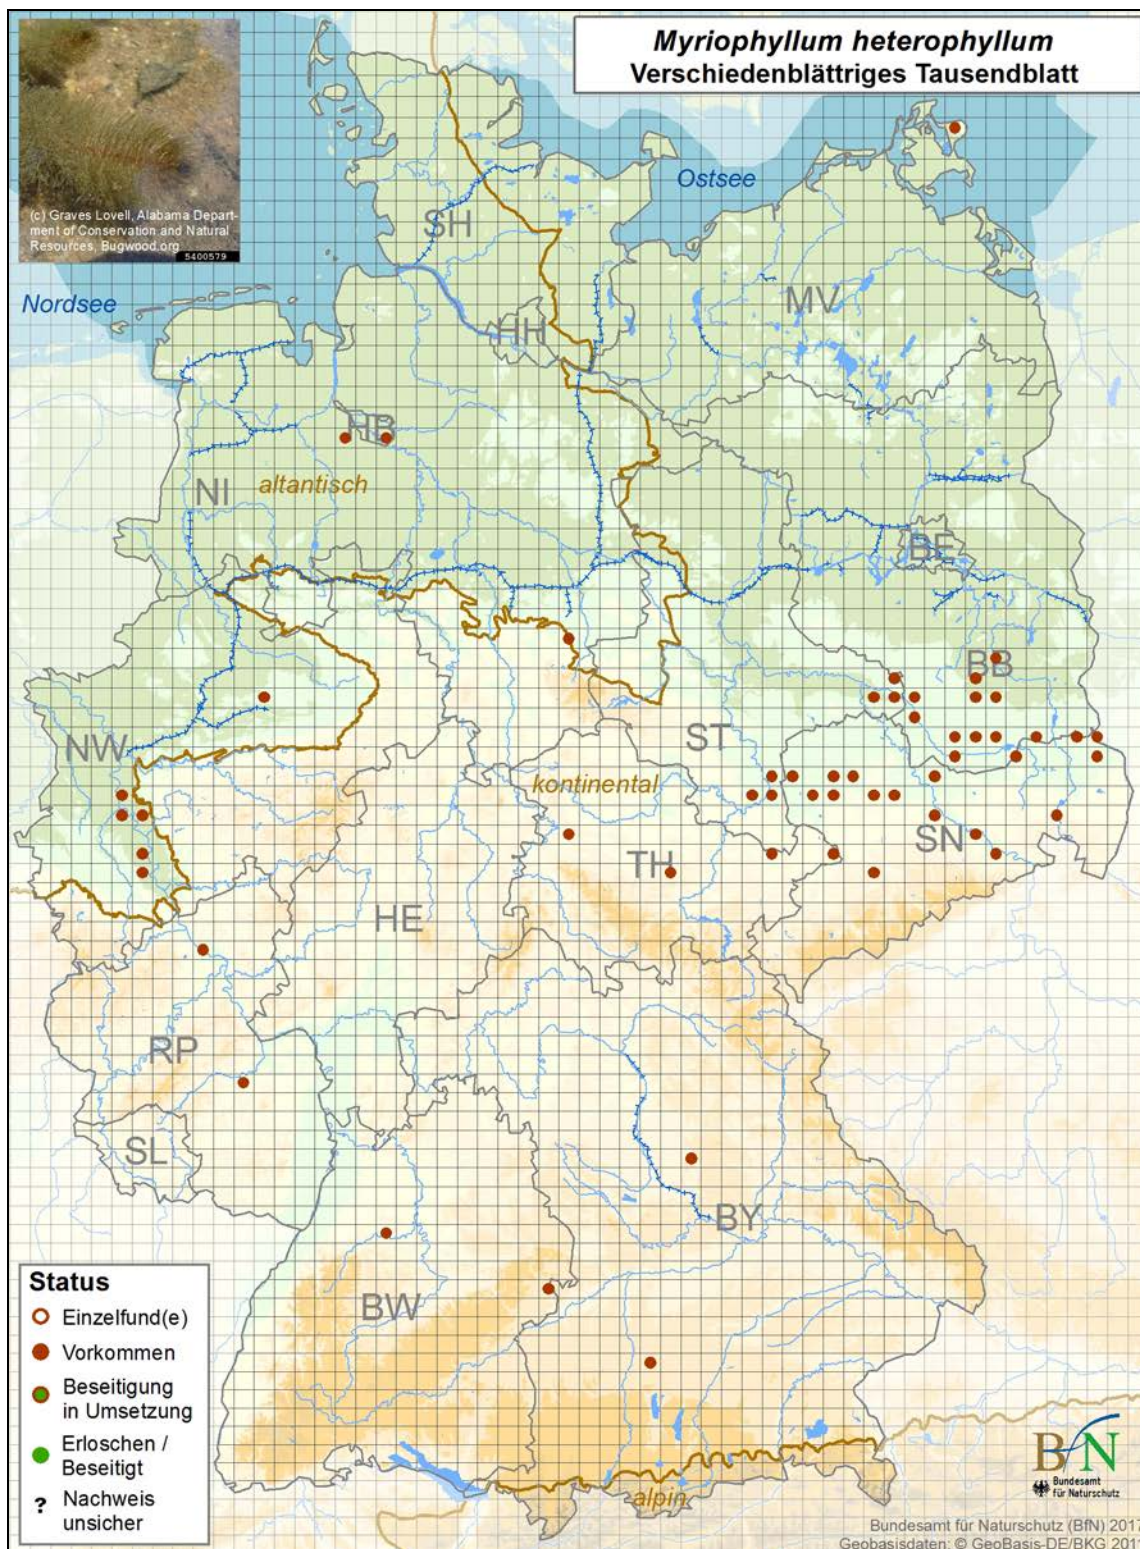 Myriophyllum heterophyllum
Verschiedenblättriges Tausendblatt
(c) Graves Lovell, Alabama Depart-
ment of Conservation and Natural
Resources, Bugwood.org
5400579
Ostsee
SH
Nordsee
MV
HH
HB
NI
altantisch
BE
BB
NW
ST
kontinental
SN
TH
HE
RP
SL
BY
BW
alpin
Status
Einzelfund(e)
Vorkommen
Beseitigung
in Umsetzung
Erloschen /
Beseitigt
? Nachweis
unsicher
BfN
Bundesamt
für Naturschutz
Bundesamt für Naturschutz (BfN) 2017
Geobasisdaten: © GeoBasis-DE/BKG 201